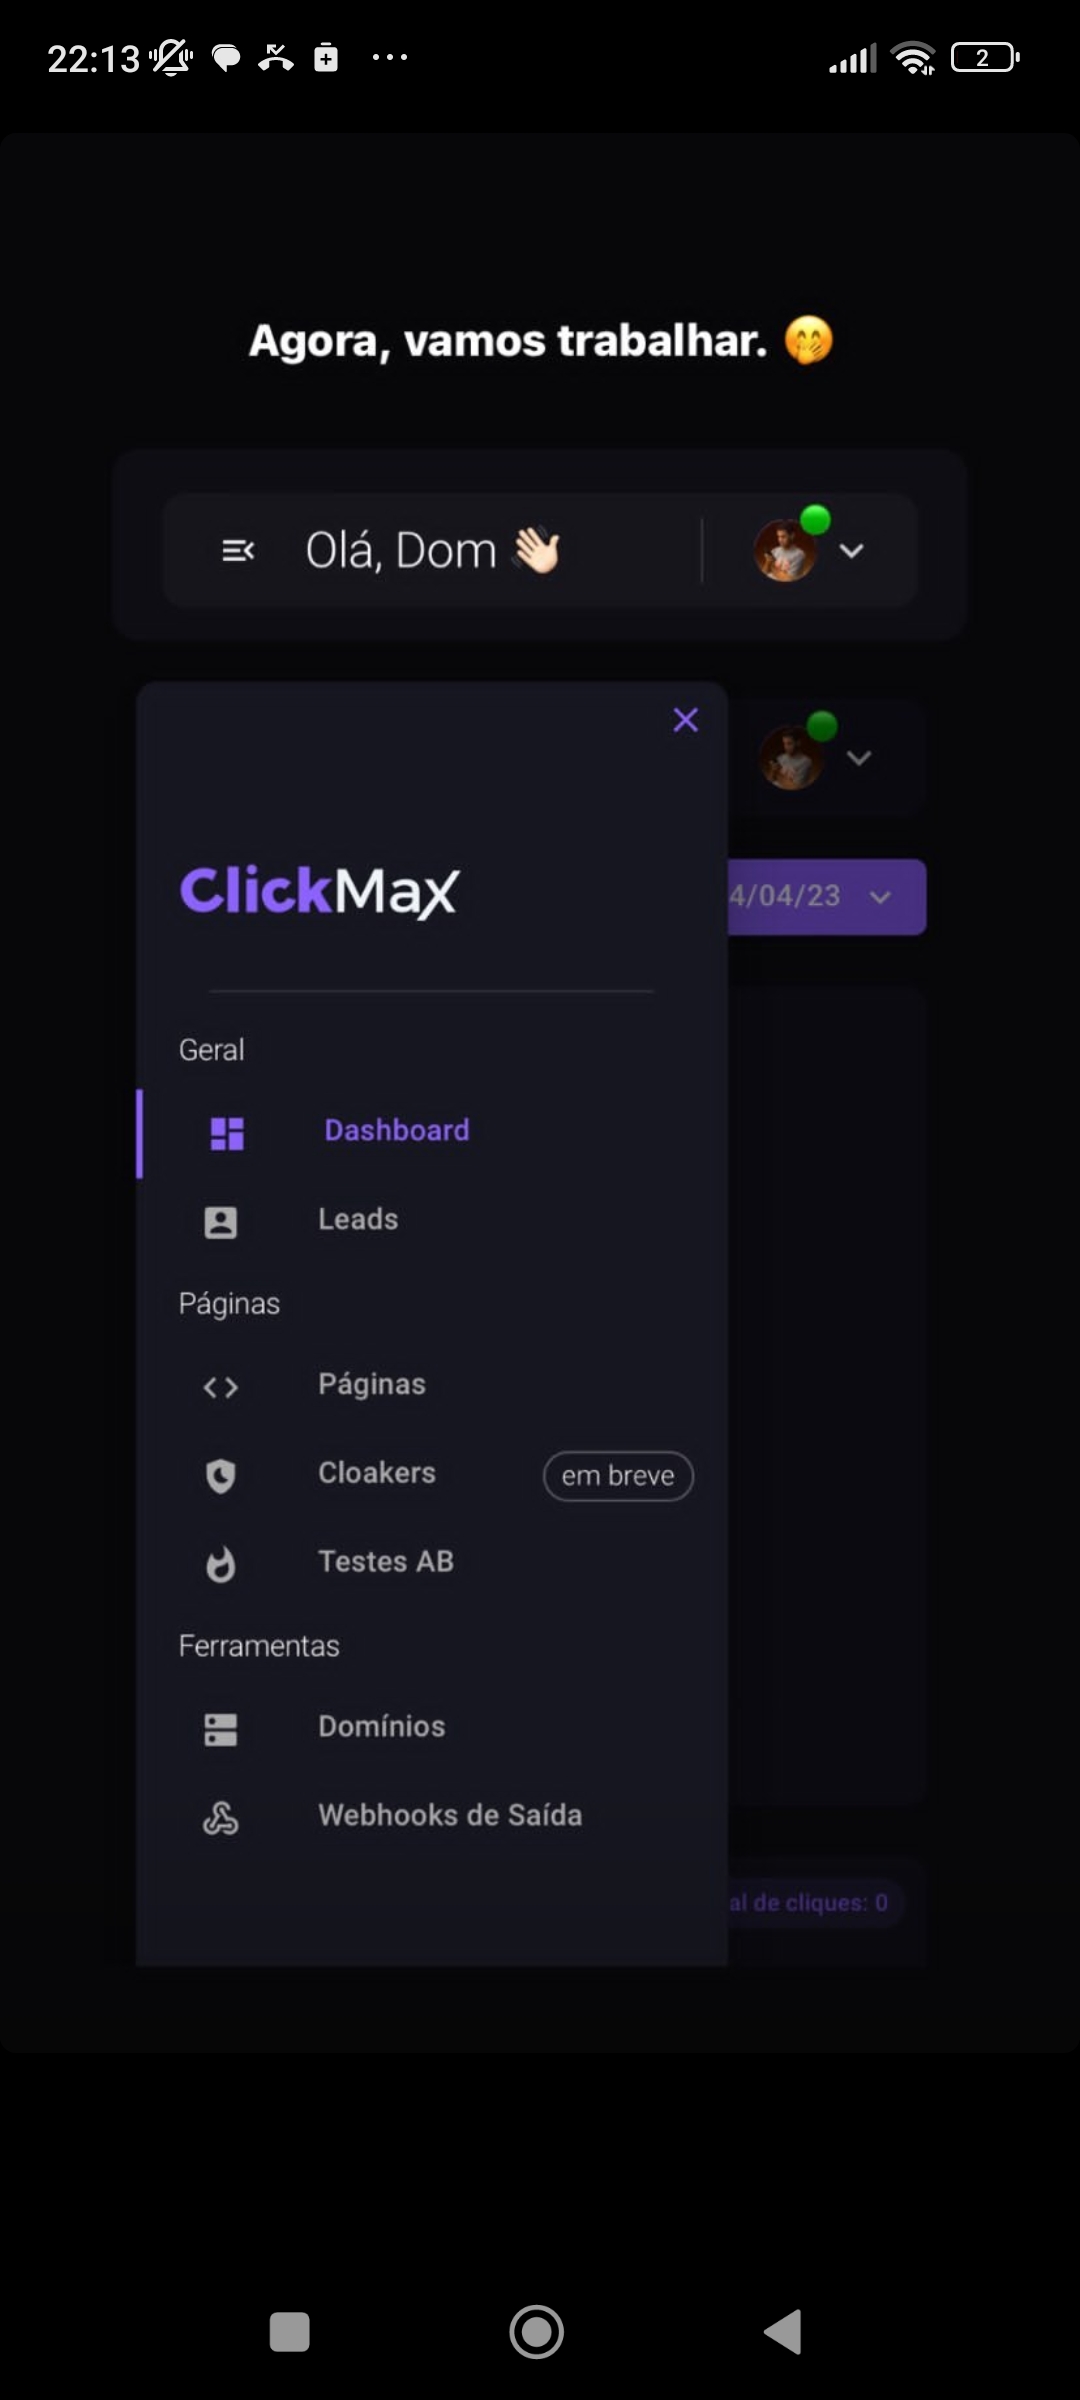 22:13
2
Agora, vamos trabalhar. 🤭
Olá, Dom 👋🏻
ClickMax
4/04/23
Geral
Dashboard
Leads
Páginas
Páginas
Cloakers
em breve
Testes AB
Ferramentas
Domínios
Webhooks de Saída
al de cliques: 0